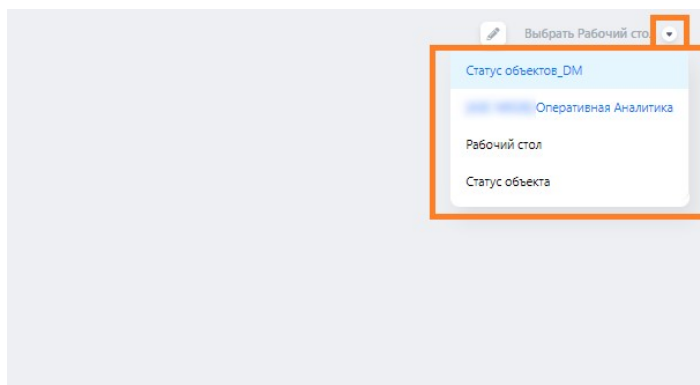 Выбрать Рабочий сто...
Статус объектов_DM
Оперативная Аналитика
Рабочий стол
Статус объекта